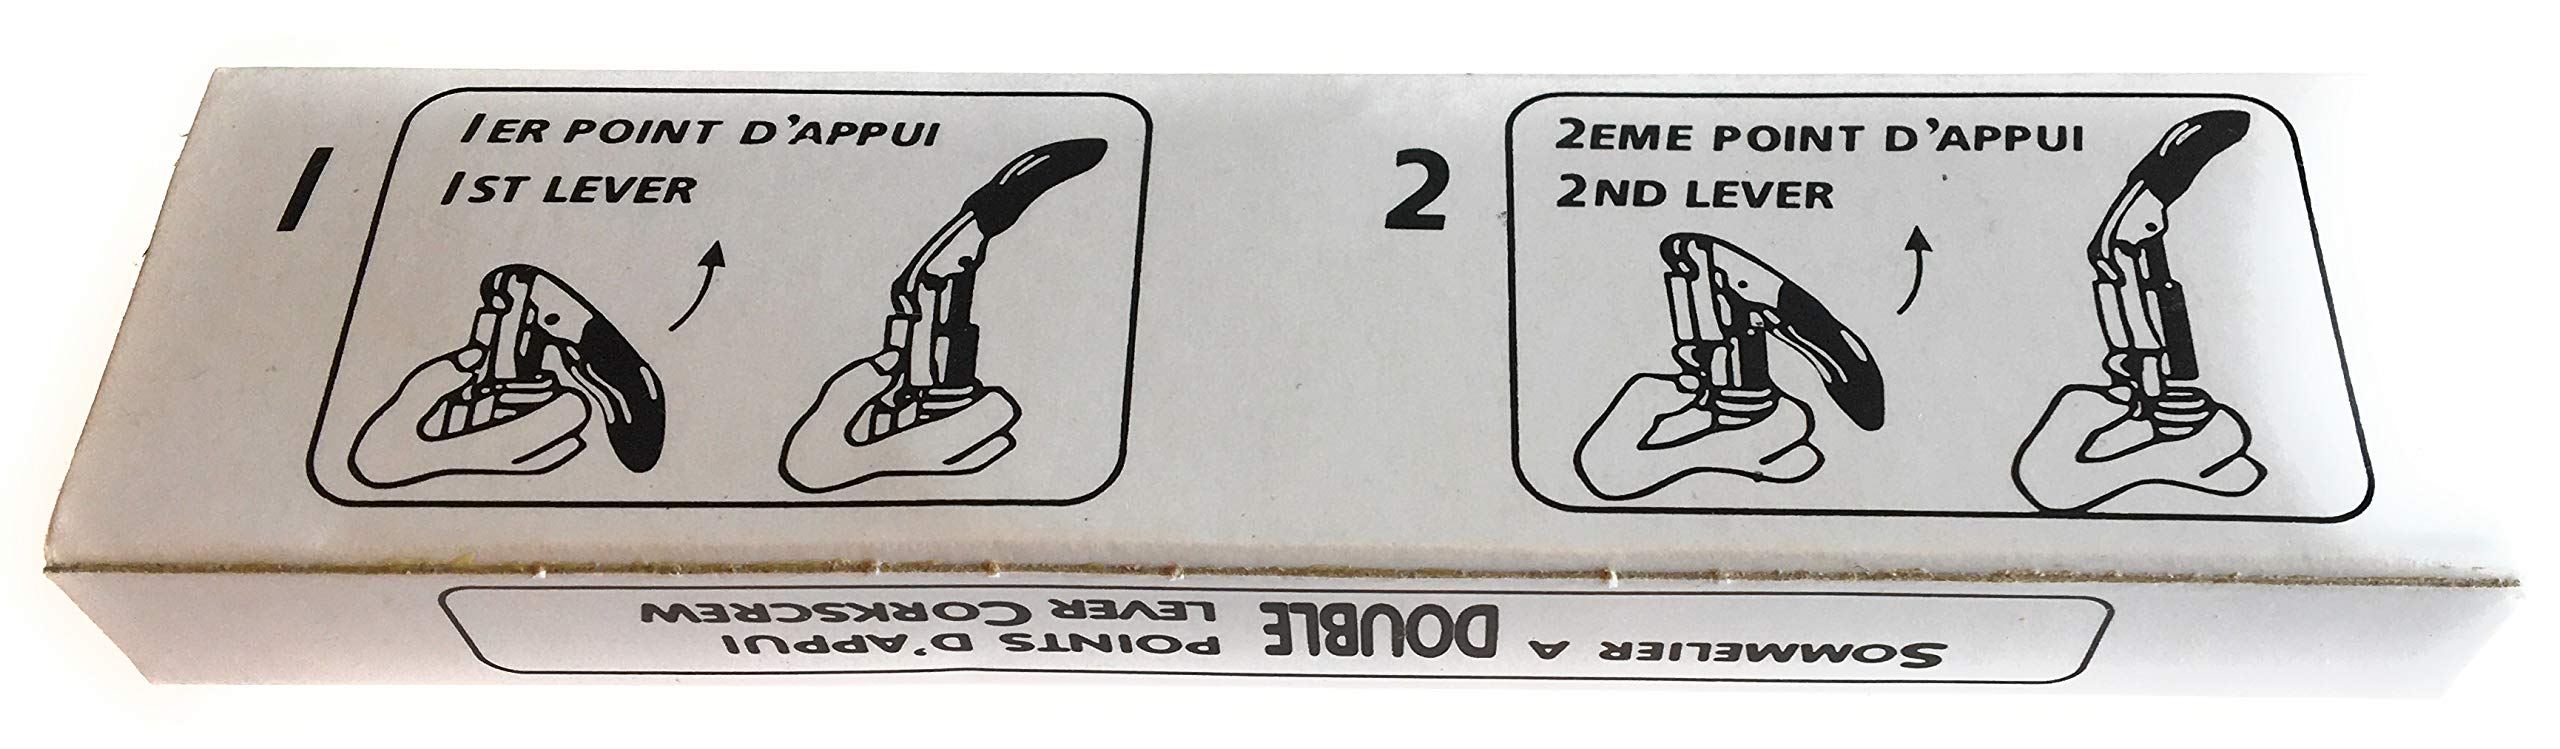 1
1ER POINT D'APPUI
1ST LEVER
2
2EME POINT D'APPUI
2ND LEVER
SOMMELIER A DOUBLE POINTS D'APPUI
LEVER CORKSCREW